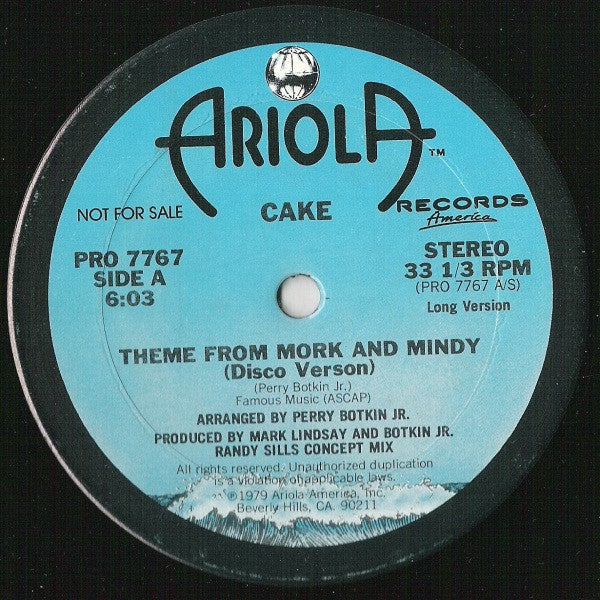 ARIOLA™
RECORDS
America
NOT FOR SALE
CAKE
PRO 7767
SIDE A
6:03
STEREO
33 1/3 RPM
(PRO 7767 A/S)
Long Version
THEME FROM MORK AND MINDY
(Disco Verson)
(Perry Botkin Jr.)
Famous Music (ASCAP)
ARRANGED BY PERRY BOTKIN JR.
PRODUCED BY MARK LINDSAY AND BOTKIN JR.
RANDY SILLS CONCEPT MIX
All rights reserved. Unauthorized duplication
is a violation of applicable laws.
℗1979 Ariola America, Inc.
Beverly Hills, CA. 90211